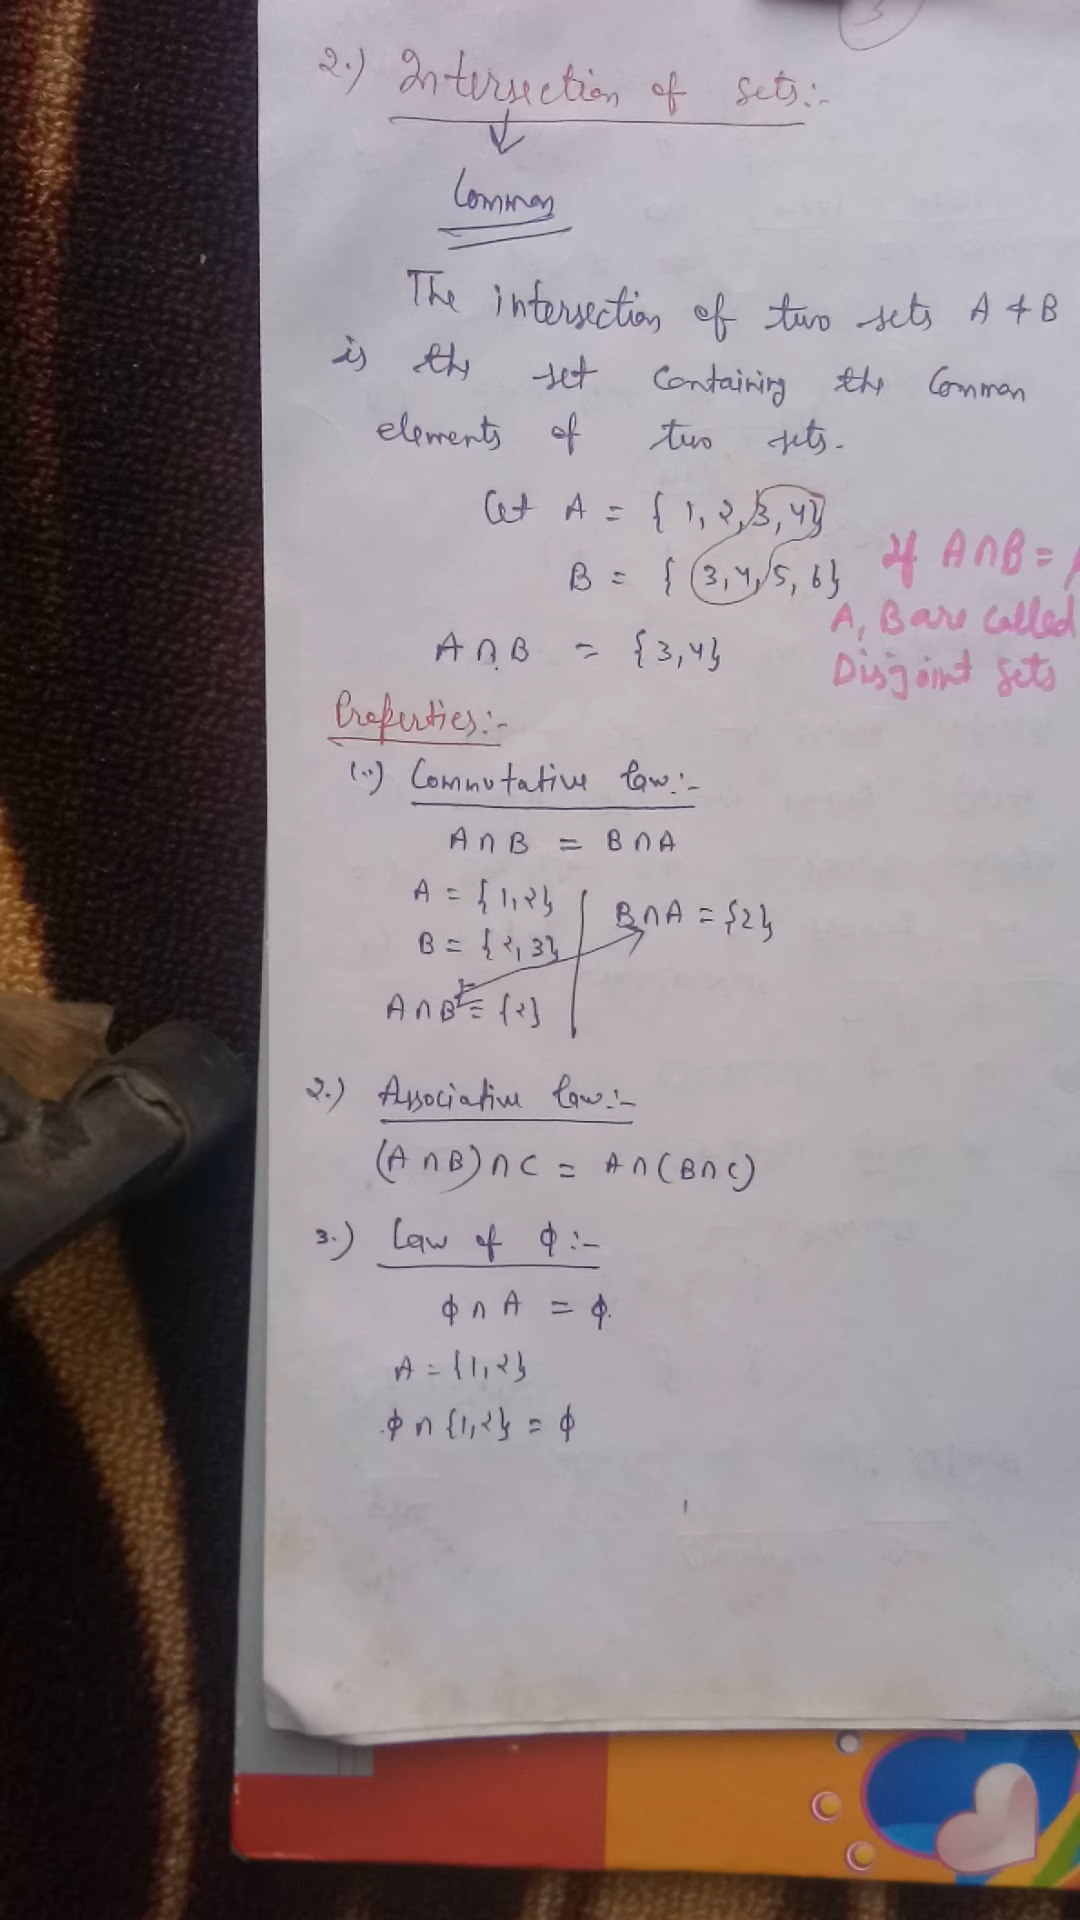 3
2.) Intersection of sets:-
Common
The intersection of two sets A & B
is the set containing the common
elements of two sets.
Let A = { 1, 2, 3, 4}
B = { 3, 4, 5, 6}
A ∩ B = {3, 4}
If A∩B =
A, B are called
Disjoint sets
Properties:-
(1.) Commutative law:-
A ∩ B = B ∩ A
A = {1, 2}
B = {2, 3}
A ∩ B = {2}
B ∩ A = {2}
2.) Associative law:-
(A ∩ B) ∩ C = A ∩ (B ∩ C)
3.) Law of ϕ :-
ϕ ∩ A = ϕ.
A = {1, 2}
ϕ ∩ {1, 2} = ϕ